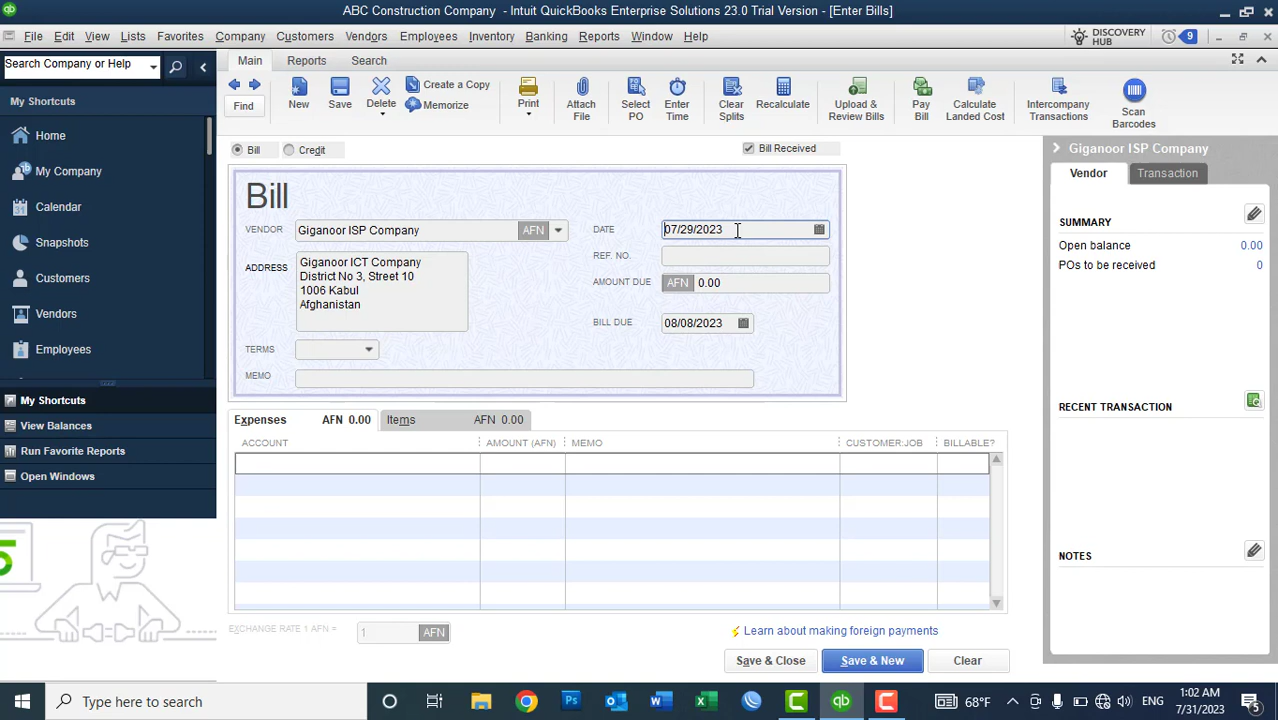 ABC Construction Company - Intuit QuickBooks Enterprise Solutions 23.0 Trial Version - [Enter Bills]
File Edit View Lists Favorites Company Customers Vendors Employees Inventory Banking Reports Window Help
DISCOVERY HUB
9
Search Company or Help
Main Reports Search
My Shortcuts
Home
My Company
Calendar
Snapshots
Customers
Vendors
Employees
My Shortcuts
View Balances
Run Favorite Reports
Open Windows
Find
New
Save
Delete
Create a Copy
Memorize
Print
Attach File
Select PO
Enter Time
Clear Splits
Recalculate
Upload & Review Bills
Pay Bill
Calculate Landed Cost
Intercompany Transactions
Scan Barcodes
Bill Credit Bill Received
Bill
VENDOR Giganoor ISP Company AFN
DATE 07/29/2023
REF. NO.
ADDRESS
Giganoor ICT Company
District No 3, Street 10
1006 Kabul
Afghanistan
AMOUNT DUE AFN 0.00
BILL DUE 08/08/2023
TERMS
MEMO
Expenses AFN 0.00 Items AFN 0.00
ACCOUNT AMOUNT (AFN) MEMO CUSTOMER:JOB BILLABLE?
EXCHANGE RATE 1 AFN = 1 AFN
Learn about making foreign payments
Save & Close Save & New Clear
Giganoor ISP Company
Vendor Transaction
SUMMARY
Open balance 0.00
POs to be received 0
RECENT TRANSACTION
NOTES
Type here to search
68°F
ENG
1:02 AM
7/31/2023
5